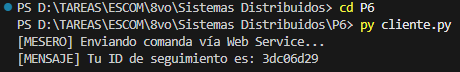 PS D:\TAREAS\ESCOM\8vo\Sistemas Distribuidos> cd P6
PS D:\TAREAS\ESCOM\8vo\Sistemas Distribuidos\P6> py cliente.py
[MESERO] Enviando comanda vía Web Service...
[MENSAJE] Tu ID de seguimiento es: 3dc06d29